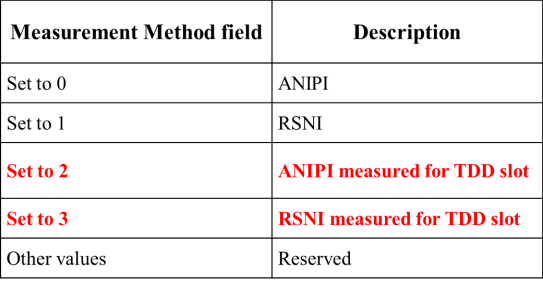 Measurement Method field Description
Set to 0 ANIPI
Set to 1 RSNI
Set to 2 ANIPI measured for TDD slot
Set to 3 RSNI measured for TDD slot
Other values Reserved